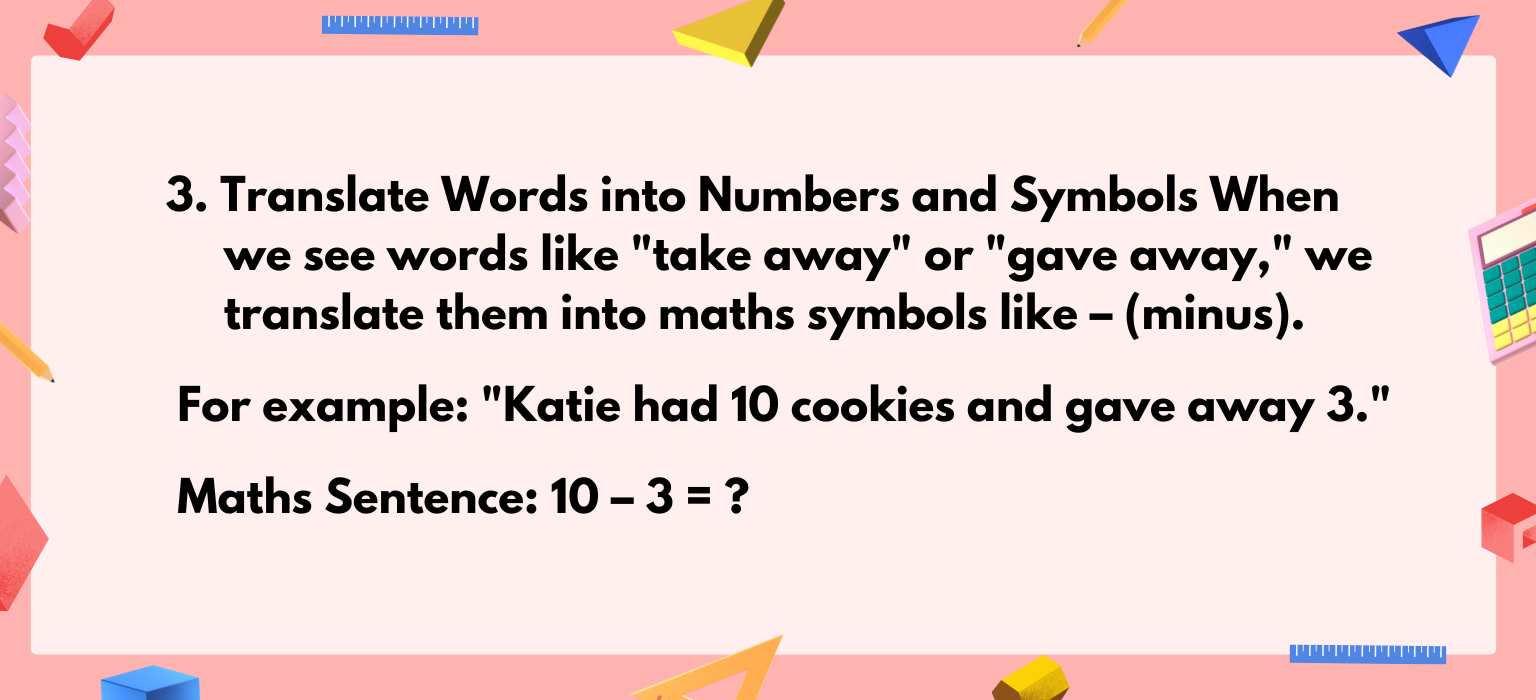 3. Translate Words into Numbers and Symbols When
we see words like "take away" or "gave away," we
translate them into maths symbols like – (minus).
For example: "Katie had 10 cookies and gave away 3."
Maths Sentence: 10 – 3 = ?